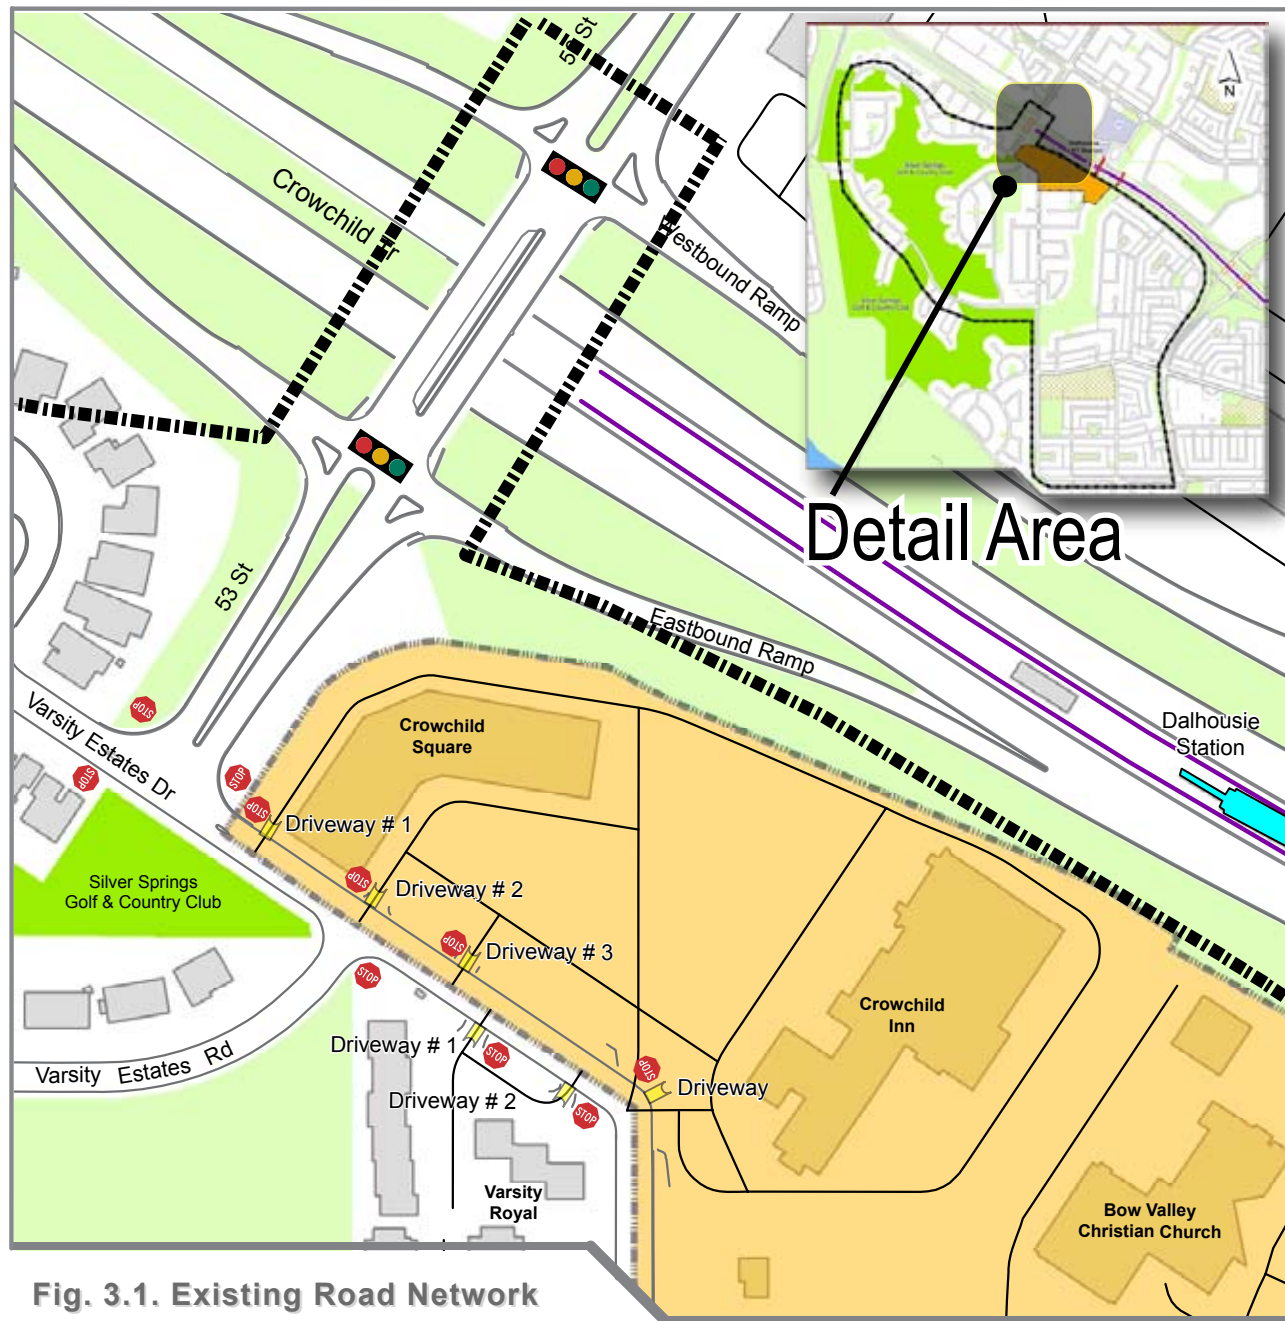 53 St
N
Crowchild Tr
Westbound Ramp
Detail Area
53 St
Eastbound Ramp
Dalhousie
Station
Varsity Estates Dr
STOP
STOP
STOP
STOP
Crowchild
Square
Driveway # 1
STOP
Driveway # 2
Silver Springs
Golf & Country Club
STOP
Driveway # 3
STOP
Crowchild
Inn
Driveway # 1
STOP
Varsity Estates Rd
STOP
Driveway
Driveway # 2
STOP
Varsity
Royal
Bow Valley
Christian Church
Fig. 3.1. Existing Road Network